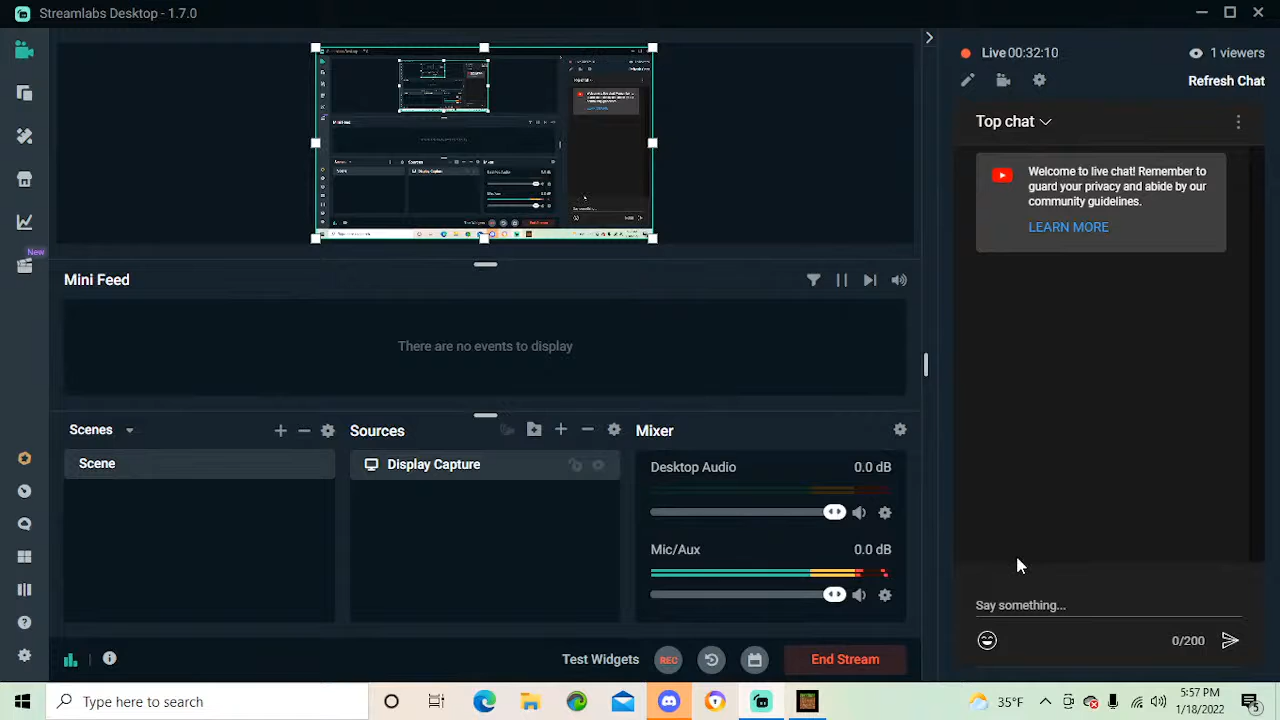 Streamlabs Desktop - 1.7.0
Live 00:32:10
1 viewers
Refresh Chat
Top chat
Welcome to live chat! Remember to
guard your privacy and abide by our
community guidelines.
LEARN MORE
New
Mini Feed
There are no events to display
Scenes
Sources
Mixer
Scene
Display Capture
Desktop Audio
0.0 dB
Mic/Aux
0.0 dB
Say something...
0/200
Test Widgets
REC
End Stream
Type here to search
35°F
5:57 PM
1/18/2022
5